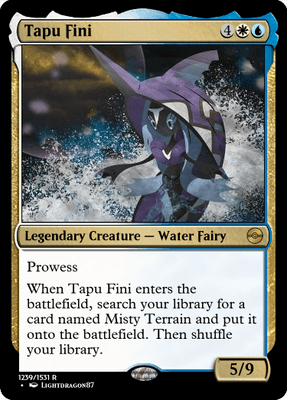 Tapu Fini 4
Legendary Creature — Water Fairy
Prowess
When Tapu Fini enters the
battlefield, search your library for a
card named Misty Terrain and put it
onto the battlefield. Then shuffle
your library.
5/9
1239/1531 R
• Lightdragon87